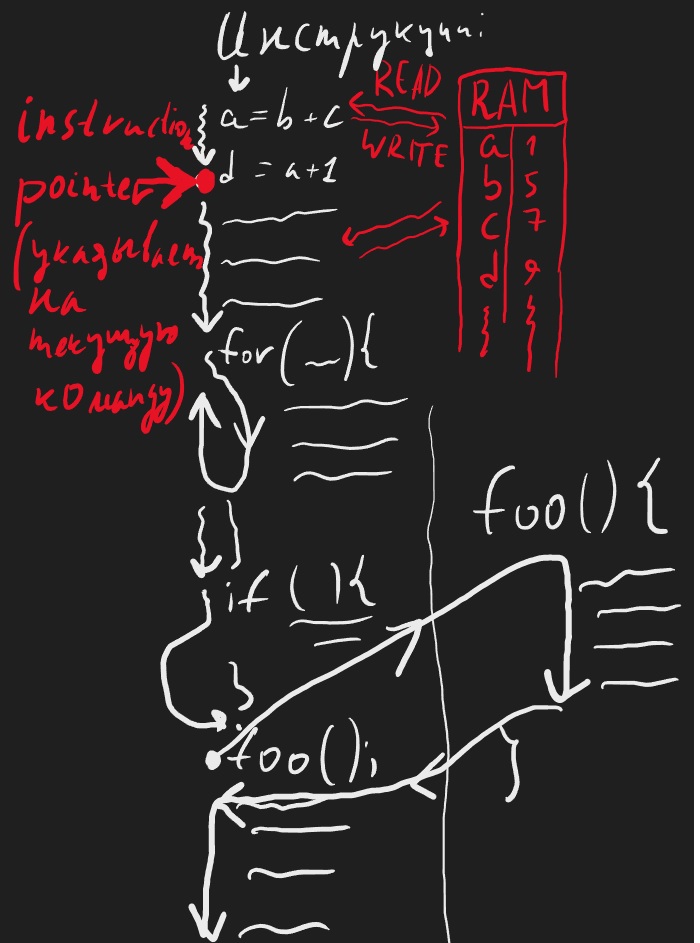 Инструкции:
a = b + c
d = a + 1
for ( _ ) {
}
if ( ) {
}
foo();
foo() {
}
instruction
pointer
(указывает
на
текущую
команду)
READ
WRITE
RAM
a 1
b 5
c 7
d 9